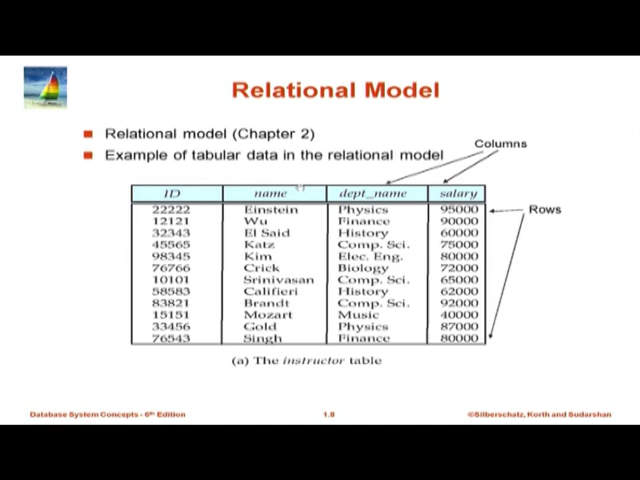 Relational Model
Relational model (Chapter 2)
Example of tabular data in the relational model
Columns
ID name dept_name salary
22222 Einstein Physics 95000
Rows
12121 Wu Finance 90000
32343 El Said History 60000
45565 Katz Comp. Sci. 75000
98345 Kim Elec. Eng. 80000
76766 Crick Biology 72000
10101 Srinivasan Comp. Sci. 65000
58583 Califieri History 62000
83821 Brandt Comp. Sci. 92000
15151 Mozart Music 40000
33456 Gold Physics 87000
76543 Singh Finance 80000
(a) The instructor table
Database System Concepts - 6th Edition 1.8 ©Silberschatz, Korth and Sudarshan